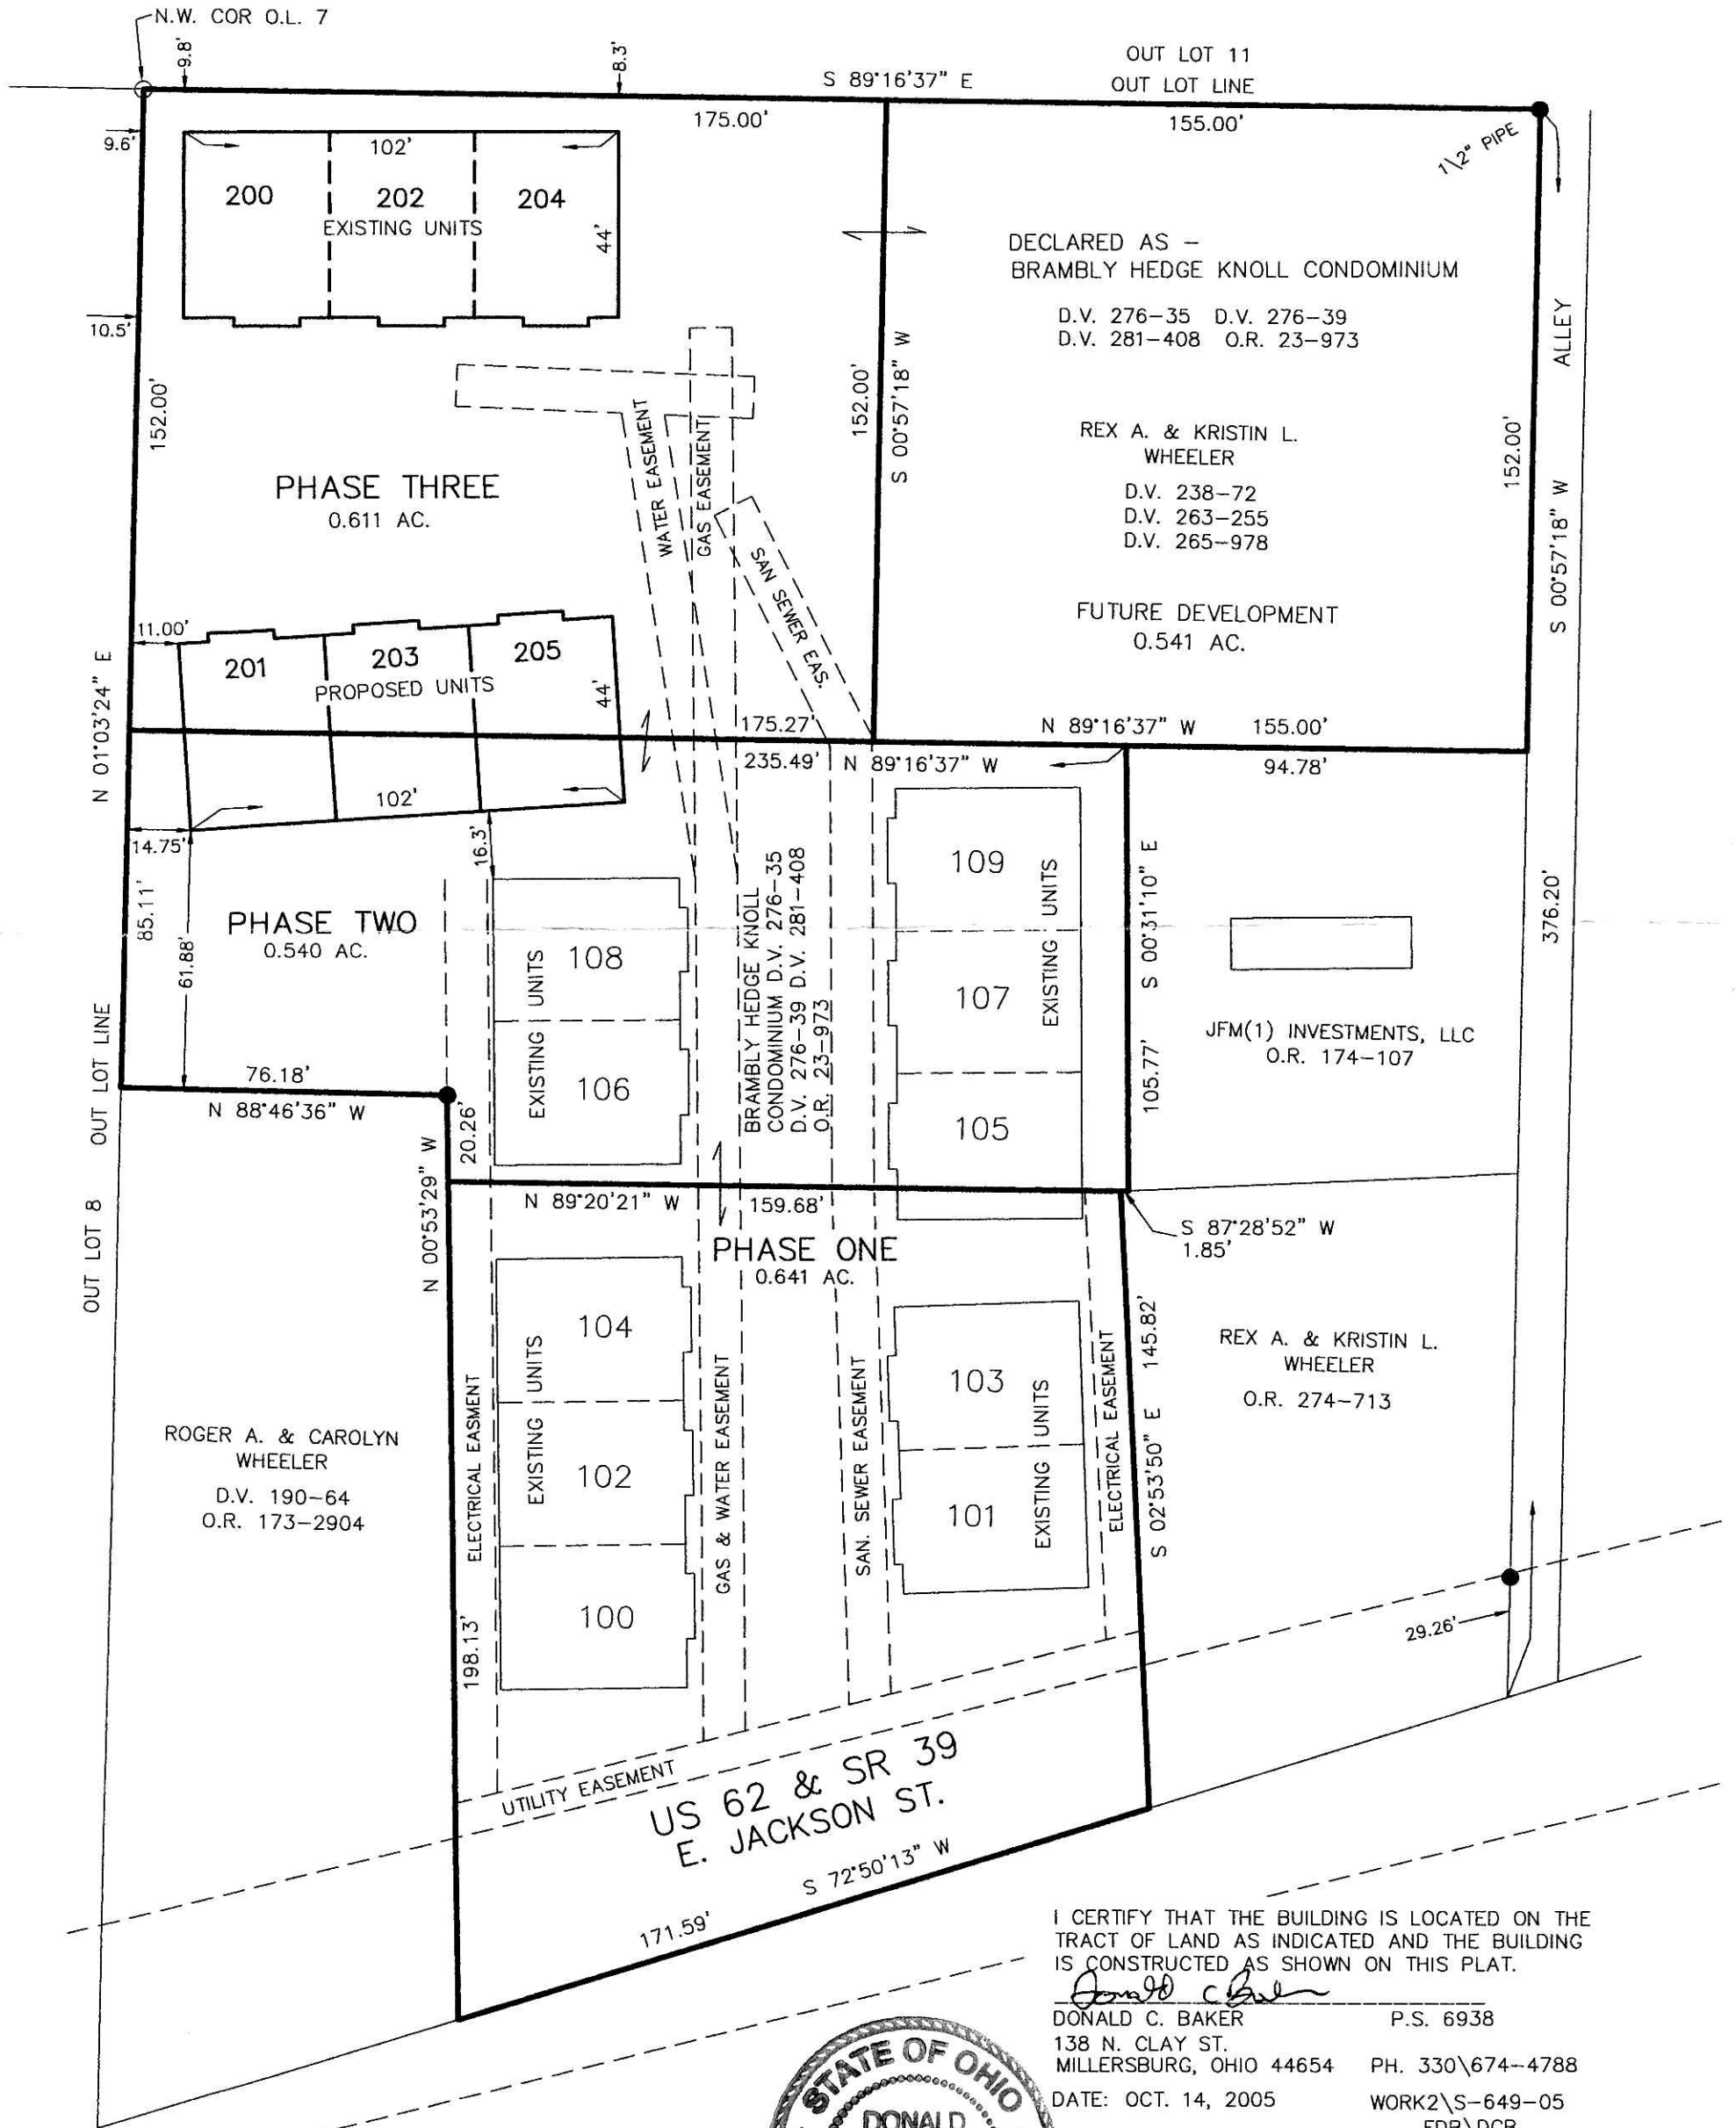 N.W. COR O.L. 7
9.8'
8.3'
OUT LOT 11
S 89°16'37" E
OUT LOT LINE
175.00'
155.00'
1\2" PIPE
9.6'
102'
200
202
204
EXISTING UNITS
44'
10.5'
152.00'
DECLARED AS –
BRAMBLY HEDGE KNOLL CONDOMINIUM
D.V. 276–35 D.V. 276–39
D.V. 281–408 O.R. 23–973
ALLEY
152.00'
S 00°57'18" W
REX A. & KRISTIN L.
WHEELER
D.V. 238–72
D.V. 263–255
D.V. 265–978
152.00'
S 00°57'18" W
WATER EASEMENT
GAS EASEMENT
SAN SEWER EAS.
PHASE THREE
0.611 AC.
FUTURE DEVELOPMENT
0.541 AC.
11.00'
201
203
205
PROPOSED UNITS
44'
N 01°03'24" E
175.27'
N 89°16'37" W
155.00'
235.49'
N 89°16'37" W
94.78'
102'
14.75'
16.3'
85.11'
61.88'
PHASE TWO
0.540 AC.
108
106
EXISTING UNITS
BRAMBLY HEDGE KNOLL
CONDOMINIUM D.V. 276–35
D.V. 276–39 D.V. 281–408
O.R. 23–973
109
107
105
EXISTING UNITS
S 00°31'10" E
105.77'
376.20'
JFM(1) INVESTMENTS, LLC
O.R. 174–107
OUT LOT LINE
76.18'
N 88°46'36" W
20.26'
N 00°53'29" W
OUT LOT 8
N 89°20'21" W
159.68'
S 87°28'52" W
1.85'
PHASE ONE
0.641 AC.
104
102
100
EXISTING UNITS
103
101
EXISTING UNITS
ELECTRICAL EASMENT
GAS & WATER EASEMENT
SAN. SEWER EASEMENT
ELECTRICAL EASEMENT
145.82'
S 02°53'50" E
REX A. & KRISTIN L.
WHEELER
O.R. 274–713
ROGER A. & CAROLYN
WHEELER
D.V. 190–64
O.R. 173–2904
198.13'
29.26'
UTILITY EASEMENT
US 62 & SR 39
E. JACKSON ST.
S 72°50'13" W
171.59'
I CERTIFY THAT THE BUILDING IS LOCATED ON THE
TRACT OF LAND AS INDICATED AND THE BUILDING
IS CONSTRUCTED AS SHOWN ON THIS PLAT.
Donald C Baker
DONALD C. BAKER P.S. 6938
138 N. CLAY ST.
MILLERSBURG, OHIO 44654 PH. 330\674–4788
DATE: OCT. 14, 2005 WORK2\S–649–05
STATE OF OHIO
DONALD